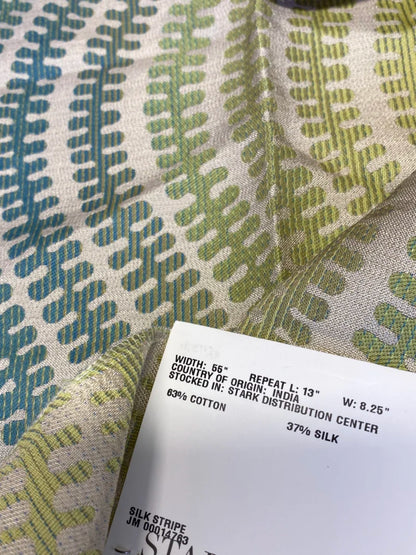 WIDTH: 55" REPEAT L: 13" W: 8.25"
COUNTRY OF ORIGIN: INDIA
STOCKED IN: STARK DISTRIBUTION CENTER
63% COTTON 37% SILK
SILK STRIPE
JM 00014763
STA